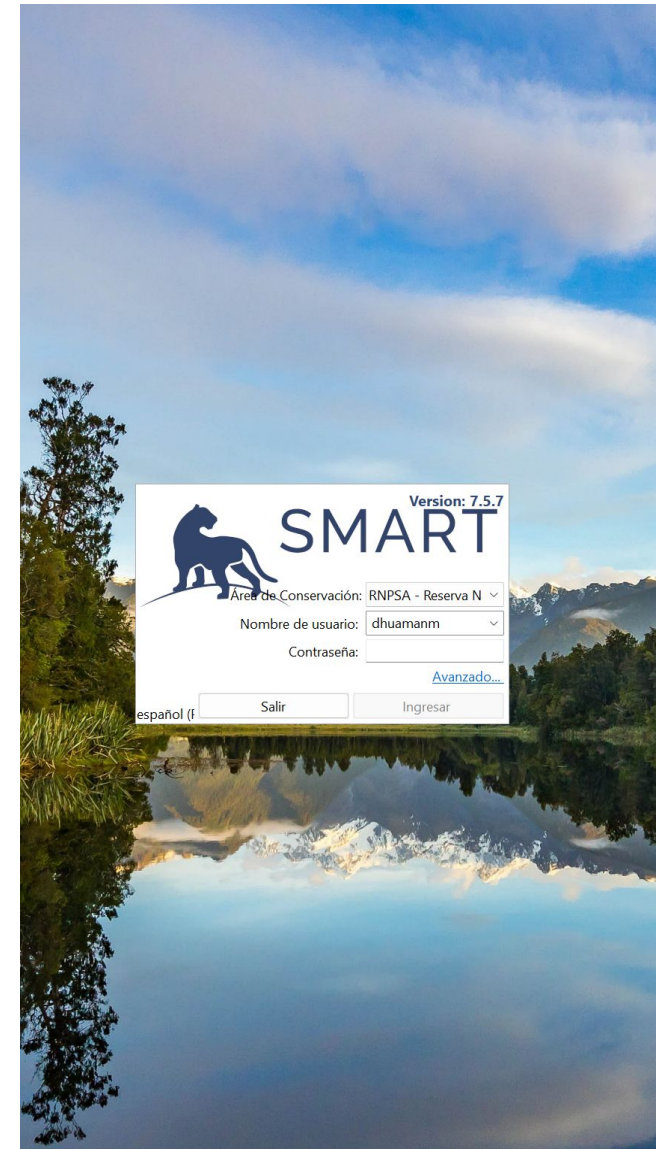 Version: 7.5.7
SMART
Área de Conservación: RNPSA - Reserva N
Nombre de usuario: dhuamanm
Contraseña:
Avanzado...
español (F
Salir Ingresar